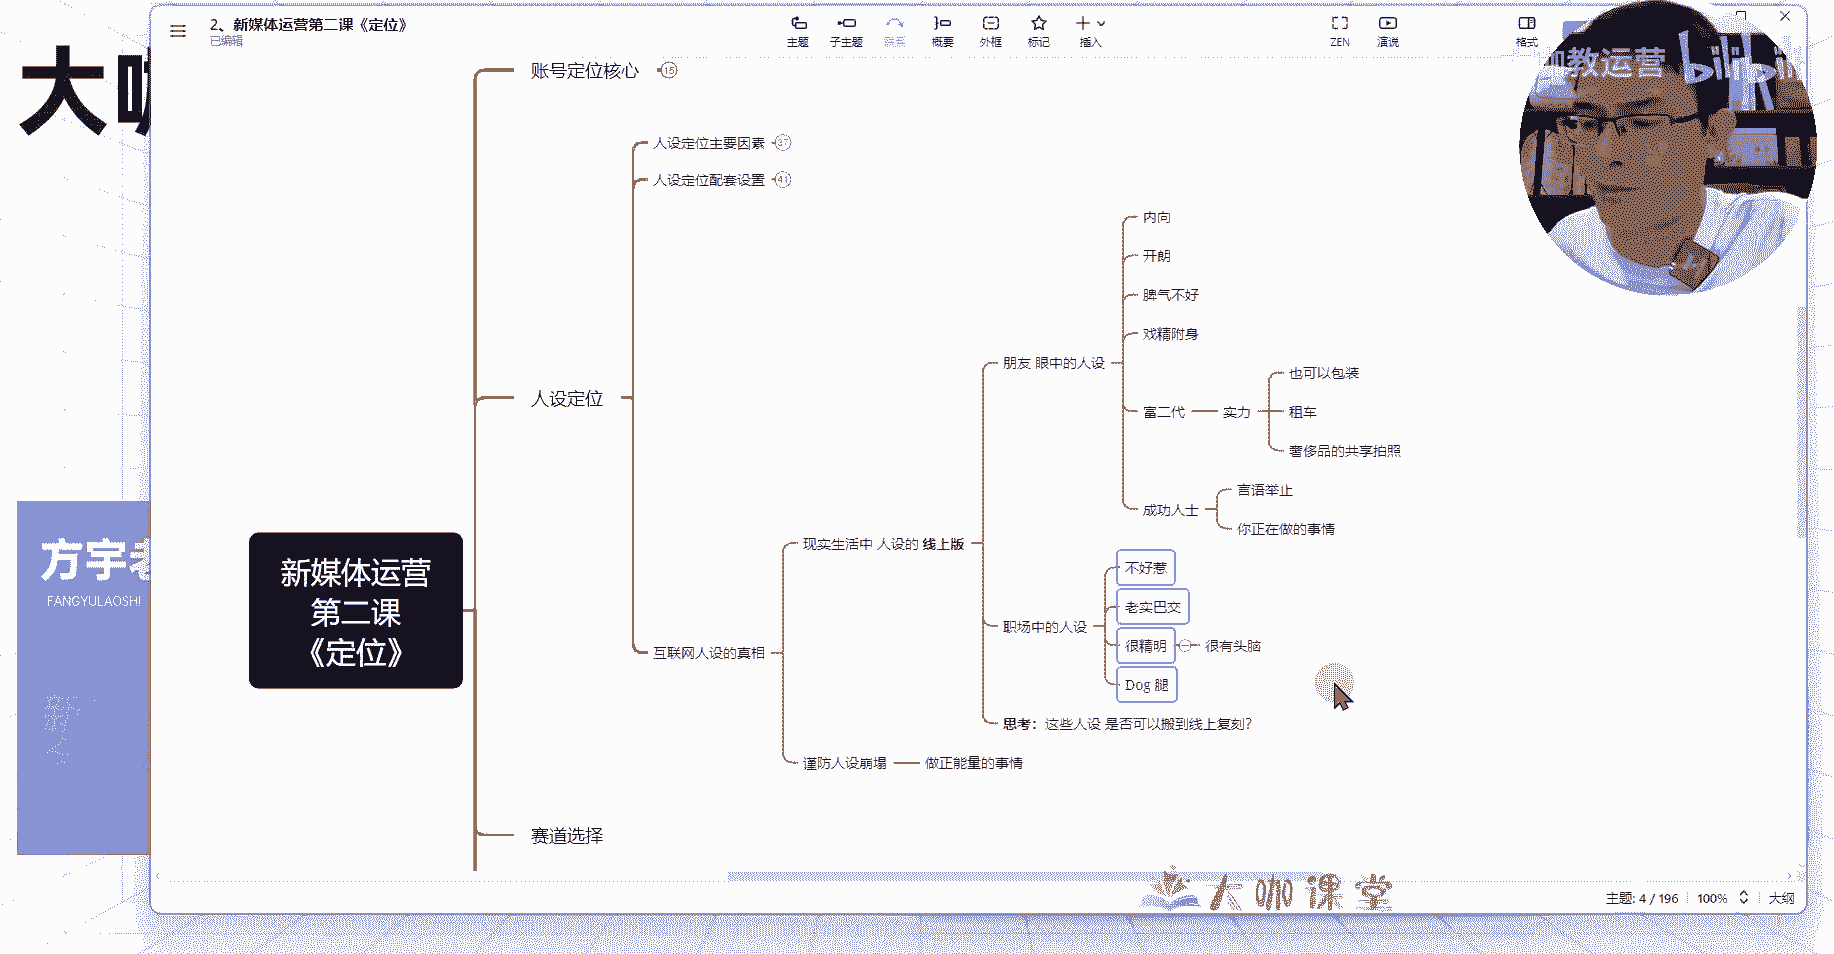 2、新媒体运营第二课《定位》
已编辑
主题
子主题
联系
概要
外框
标记
插入
ZEN
演说
格式
咖教运营
bilibili
大咖
账号定位核心
15
人设定位主要因素
37
人设定位配套设置
41
内向
开朗
脾气不好
戏精附身
朋友 眼中的人设
也可以包装
富二代
实力
租车
奢侈品的共享拍照
人设定位
言语举止
成功人士
你正在做的事情
现实生活中 人设的 线上版
不好惹
老实巴交
职场中的人设
很精明
很有头脑
Dog 腿
互联网人设的真相
思考：这些人设 是否可以搬到线上复刻?
谨防人设崩塌
做正能量的事情
新媒体运营
第二课
《定位》
赛道选择
方宇老
FANGYULAOSHI
大咖课堂
主题: 4 / 196
100%
大纲